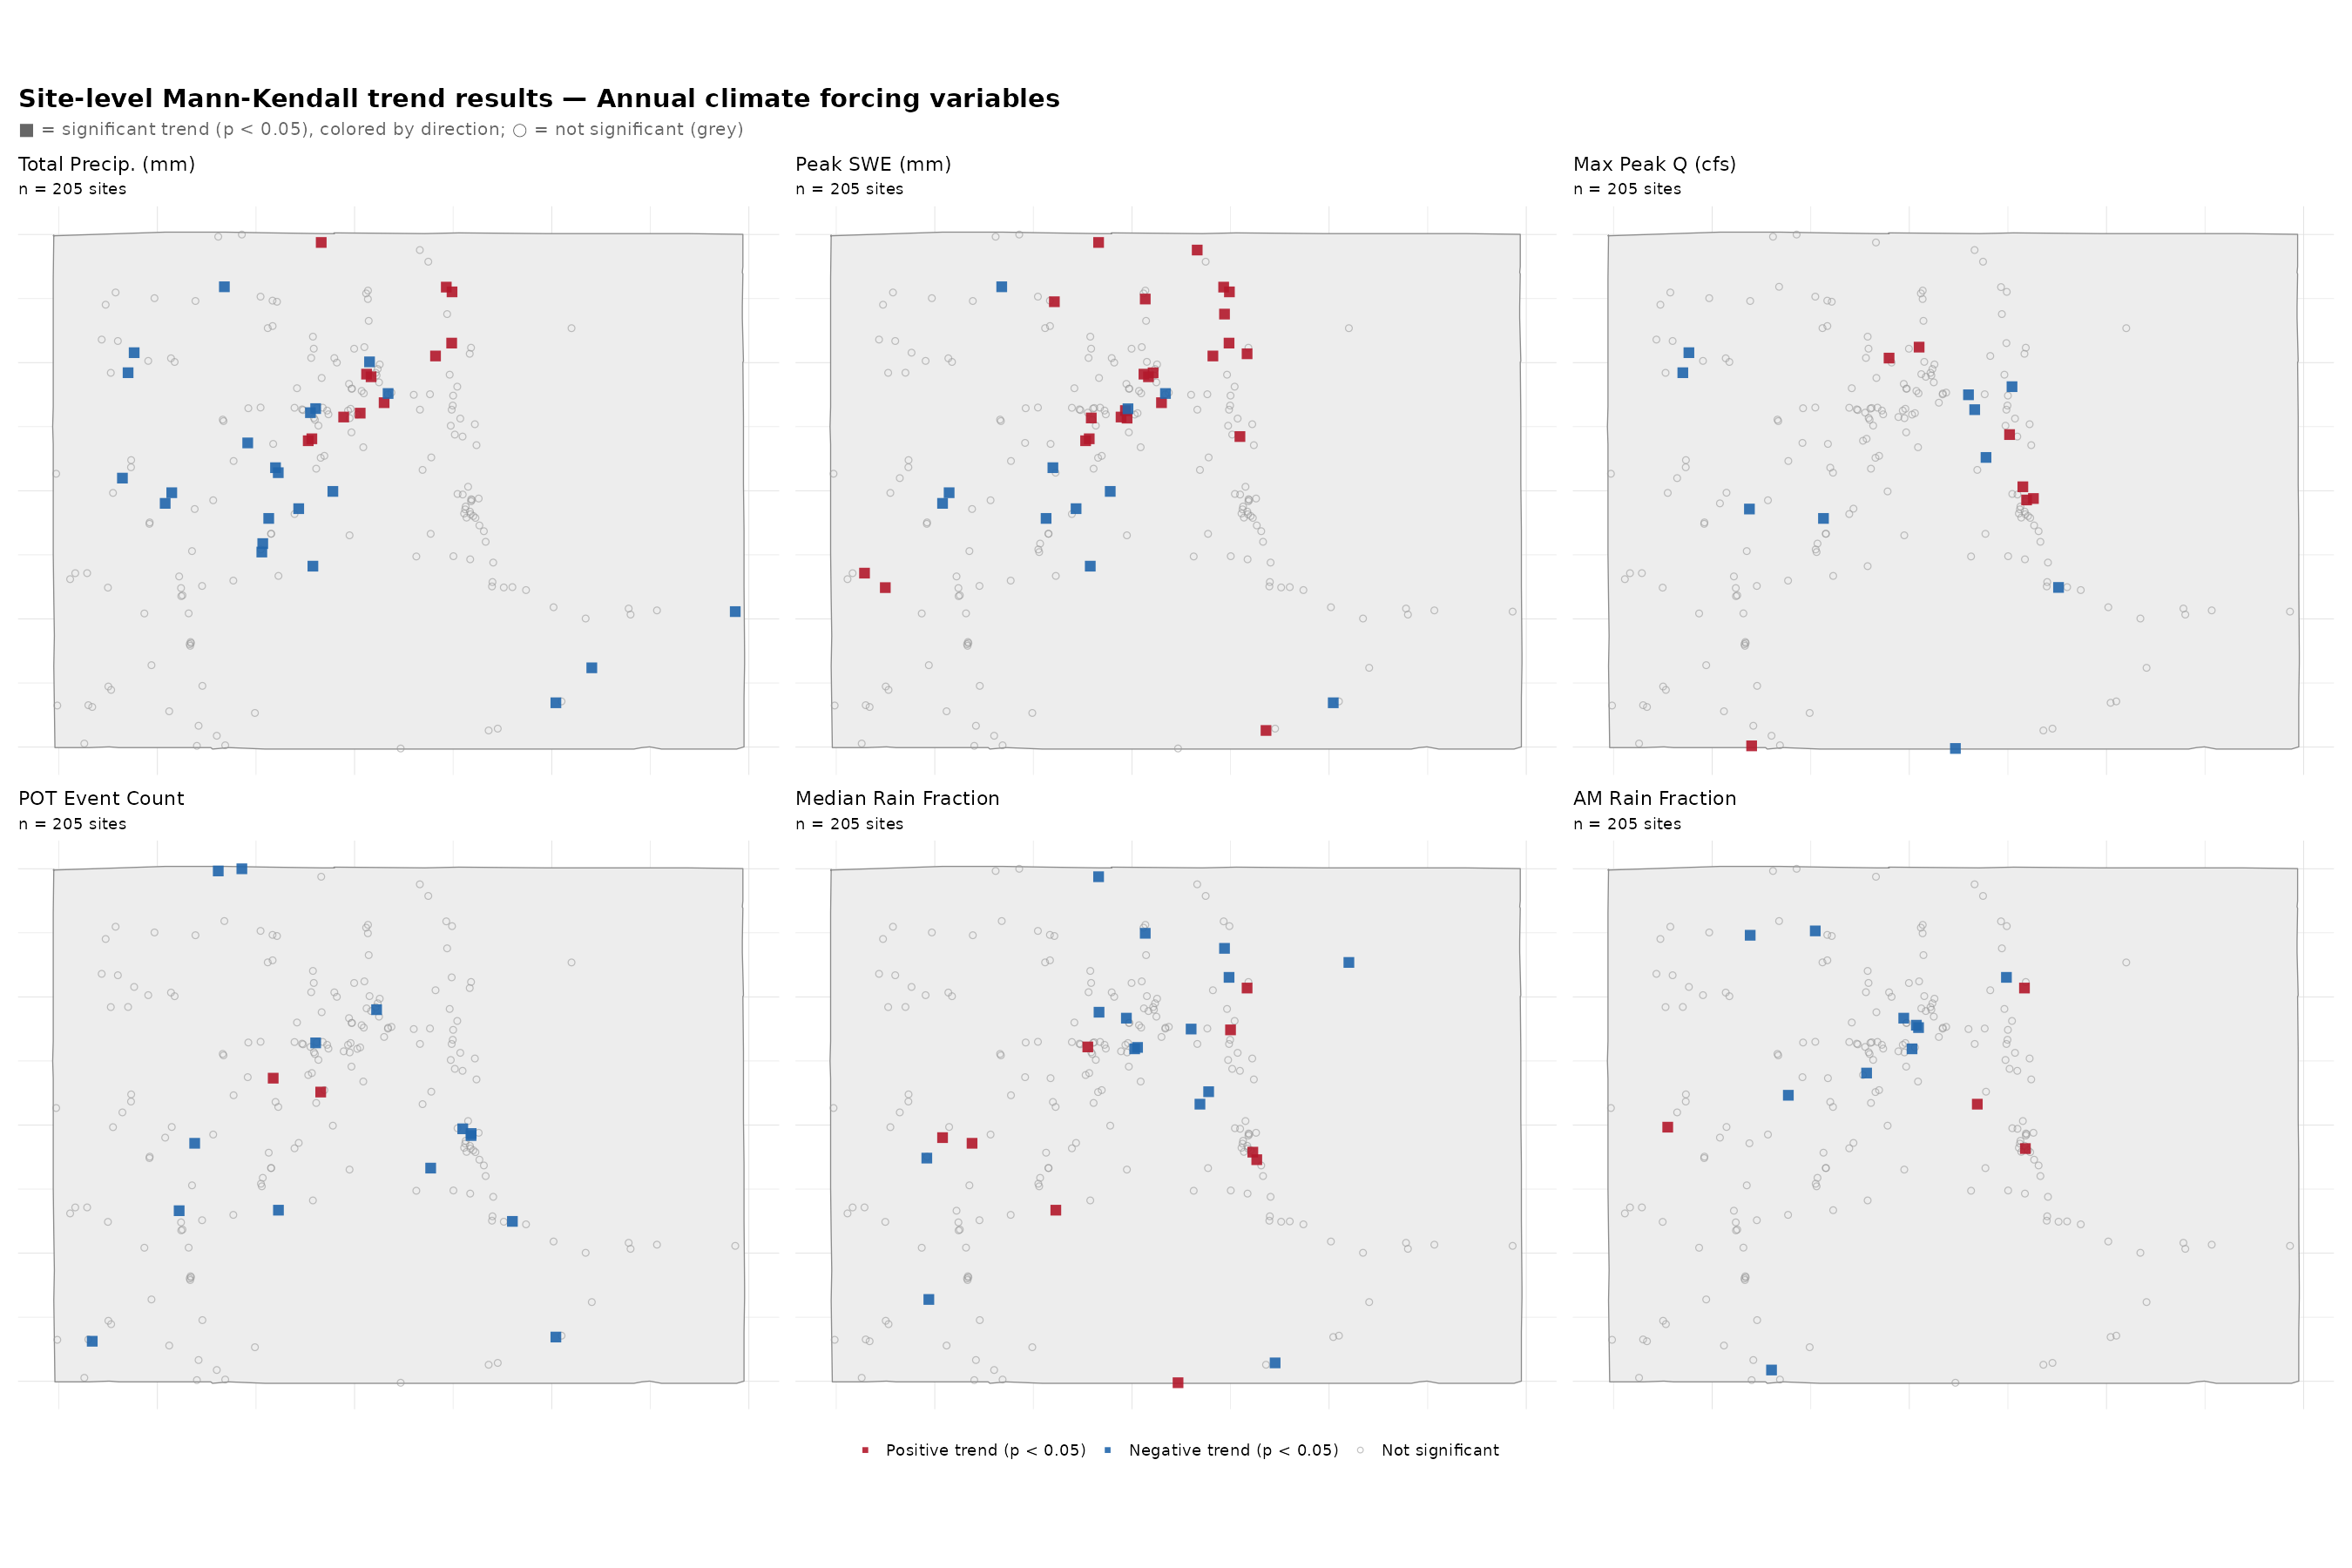 Site-level Mann-Kendall trend results — Annual climate forcing variables
■ = significant trend (p < 0.05), colored by direction; ○ = not significant (grey)
Total Precip. (mm)
n = 205 sites
Peak SWE (mm)
n = 205 sites
Max Peak Q (cfs)
n = 205 sites
POT Event Count
n = 205 sites
Median Rain Fraction
n = 205 sites
AM Rain Fraction
n = 205 sites
Positive trend (p < 0.05) Negative trend (p < 0.05) Not significant